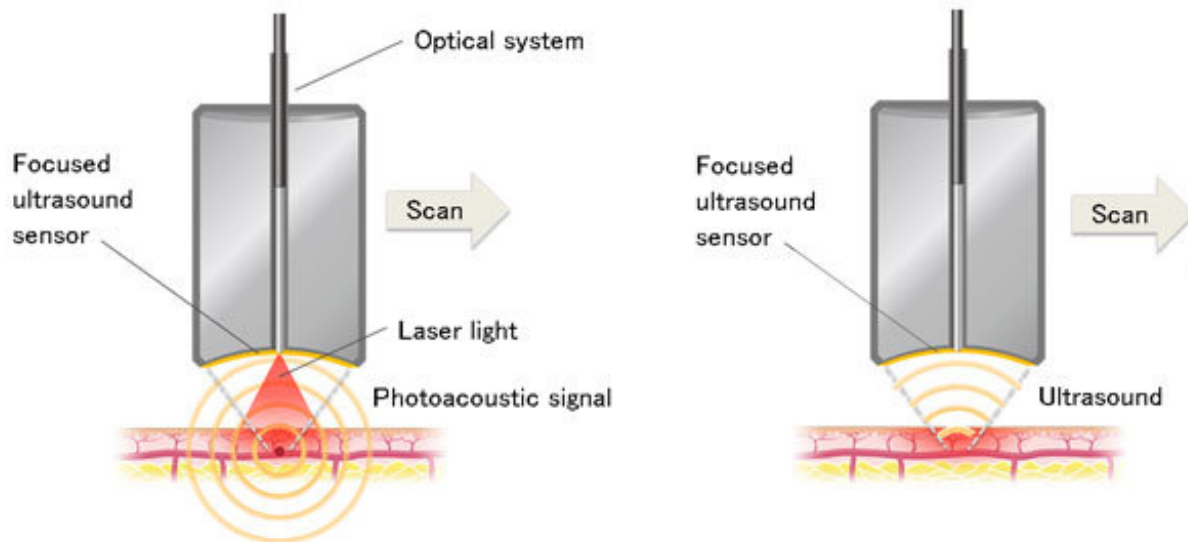 Optical system
Focused
ultrasound
sensor
Scan
Laser light
Photoacoustic signal
Focused
ultrasound
sensor
Scan
Ultrasound